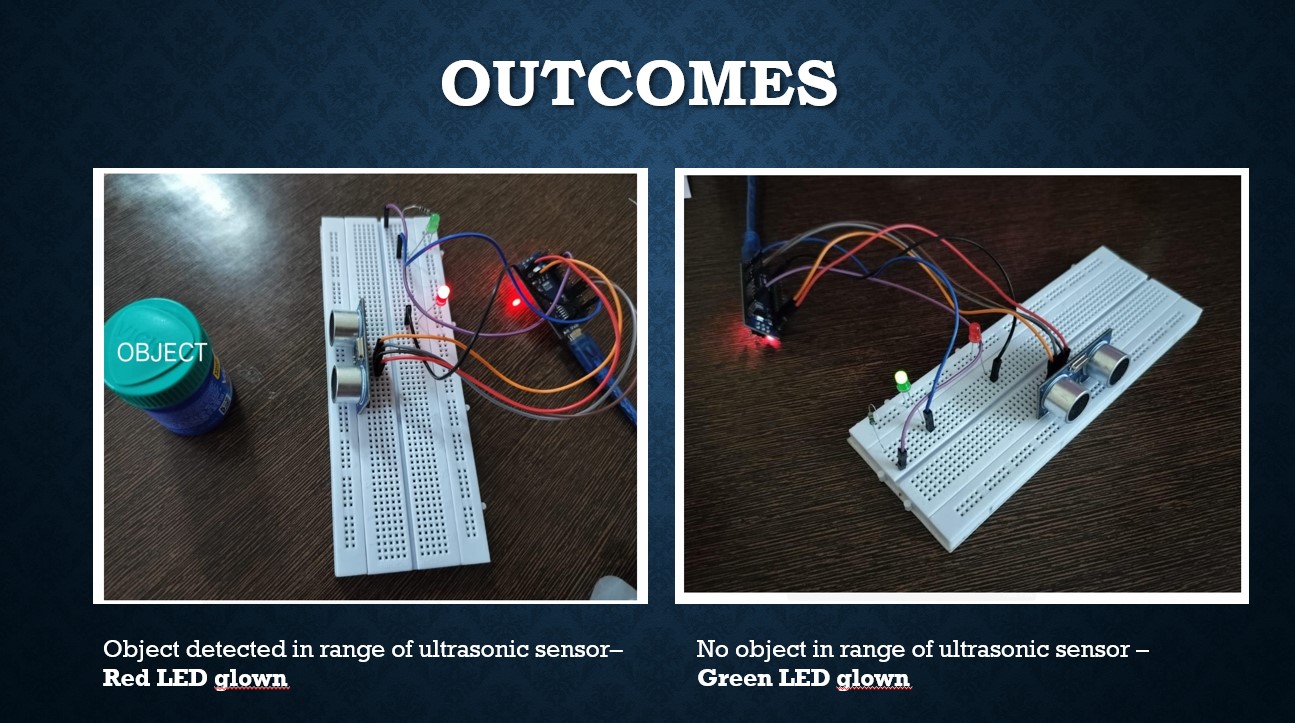 OUTCOMES
OBJECT
Object detected in range of ultrasonic sensor–
Red LED glown
No object in range of ultrasonic sensor –
Green LED glown